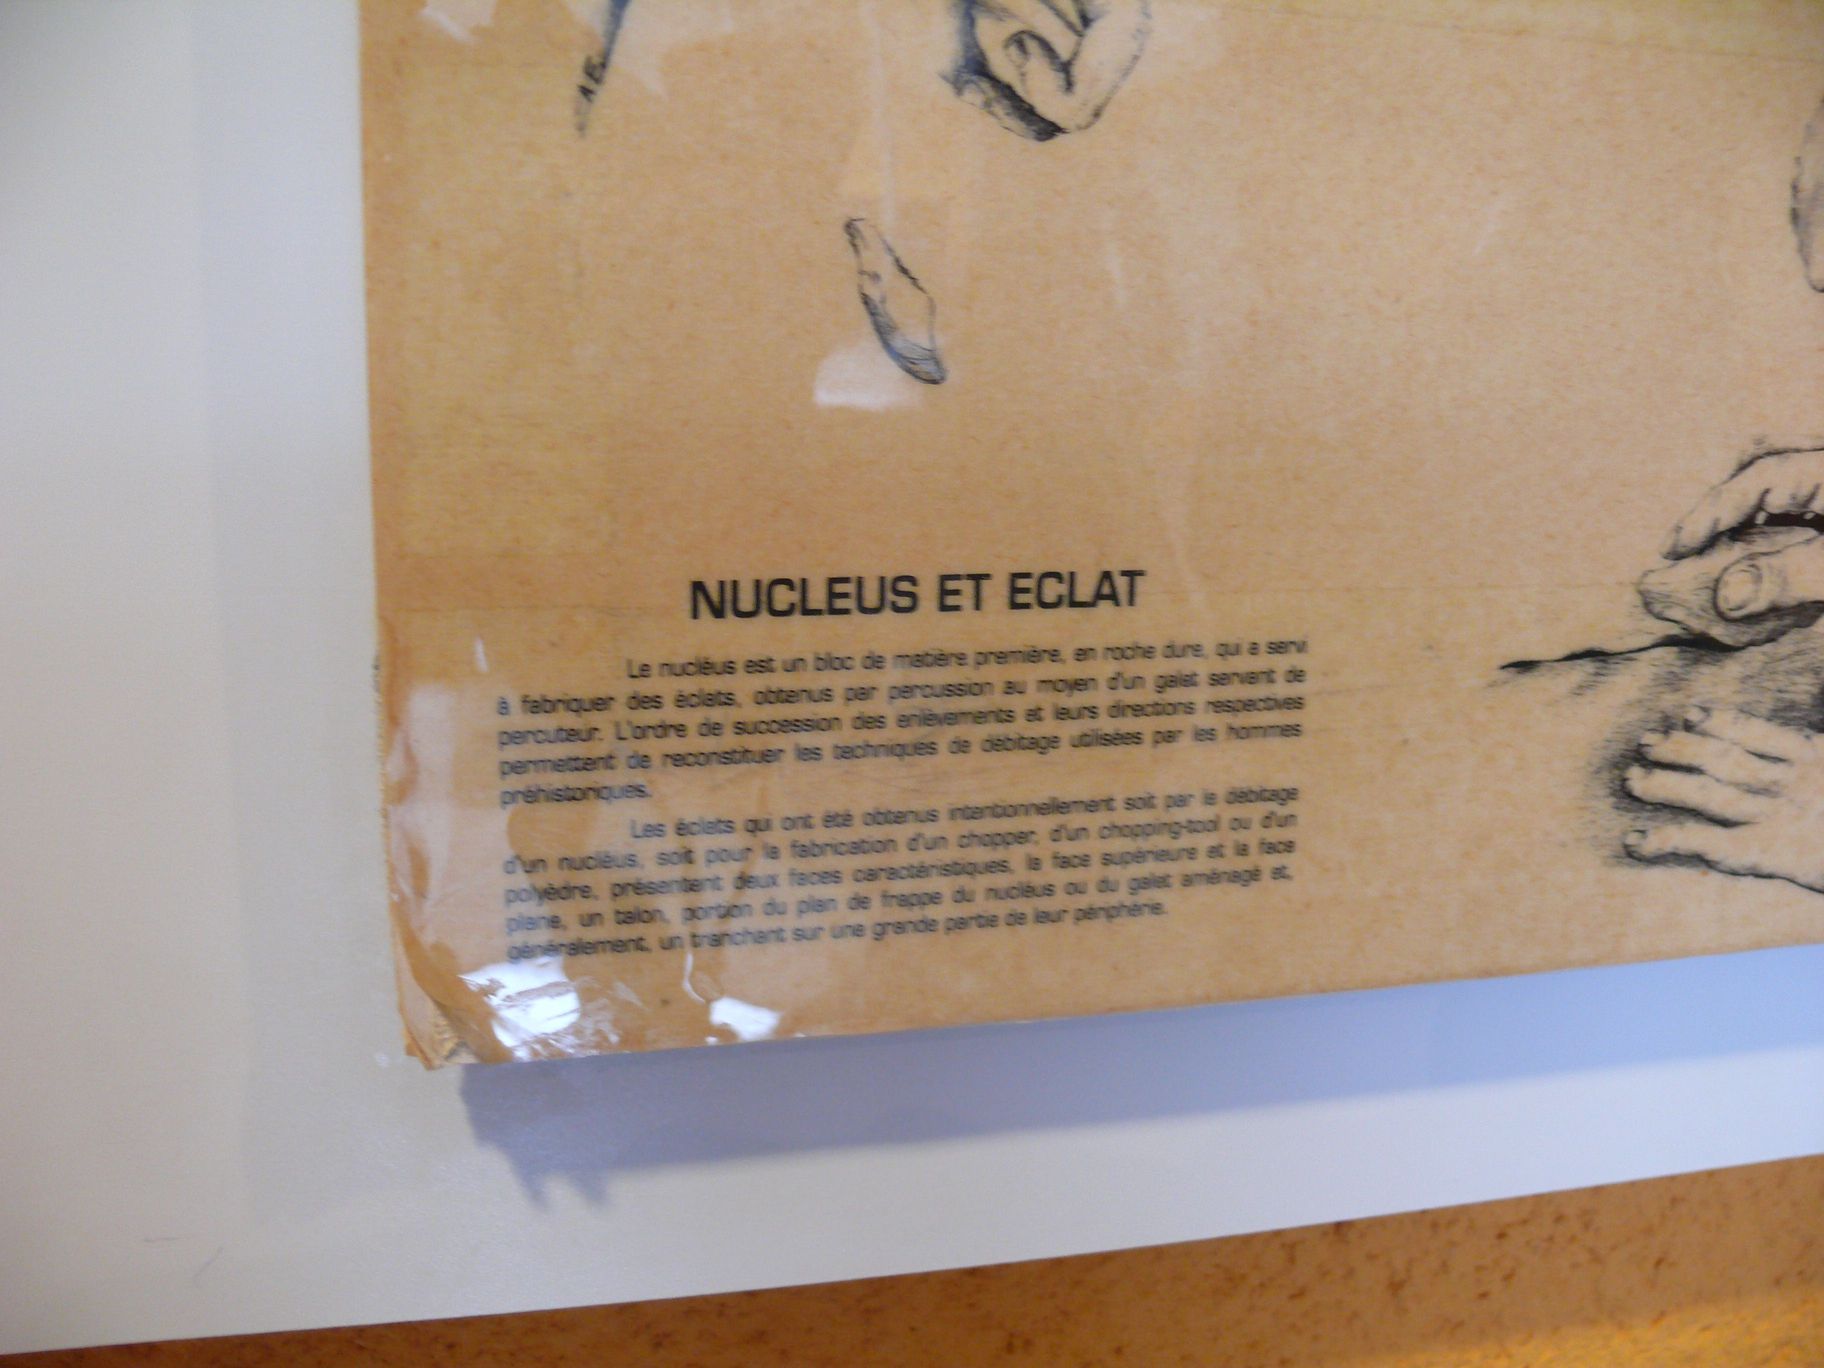 A.B.
NUCLEUS ET ECLAT
Le nucléus est un bloc de matière première, en roche dure, qui a servi
à fabriquer des éclats, obtenus par percussion au moyen d'un galet servant de
percuteur. L'ordre de succession des enlèvements et leurs directions respectives
permettent de reconstituer les techniques de débitage utilisées par les hommes
préhistoriques.
Les éclats qui ont été obtenus intentionnellement soit par le débitage
d'un nucléus, soit pour la fabrication d'un chopper, d'un chopping-tool ou d'un
polyèdre, présentent deux faces caractéristiques, la face supérieure et la face
plane, un talon, portion du plan de frappe du nucléus ou du galet aménagé et,
généralement, un tranchant sur une grande partie de leur périphérie.